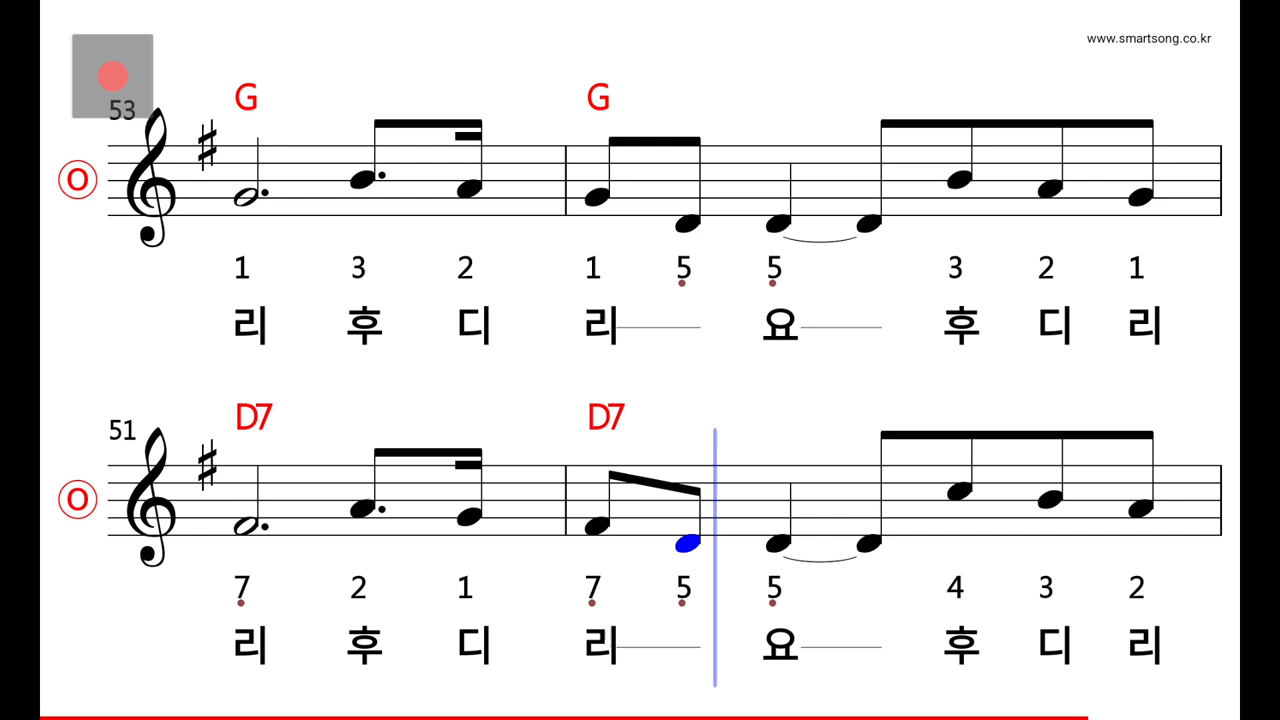 www.smartsong.co.kr
53 G G
O
1 3 2 1 5 5 3 2 1
리 후 디 리 요 후 디 리
51 D7 D7
O
7 2 1 7 5 5 4 3 2
리 후 디 리 요 후 디 리